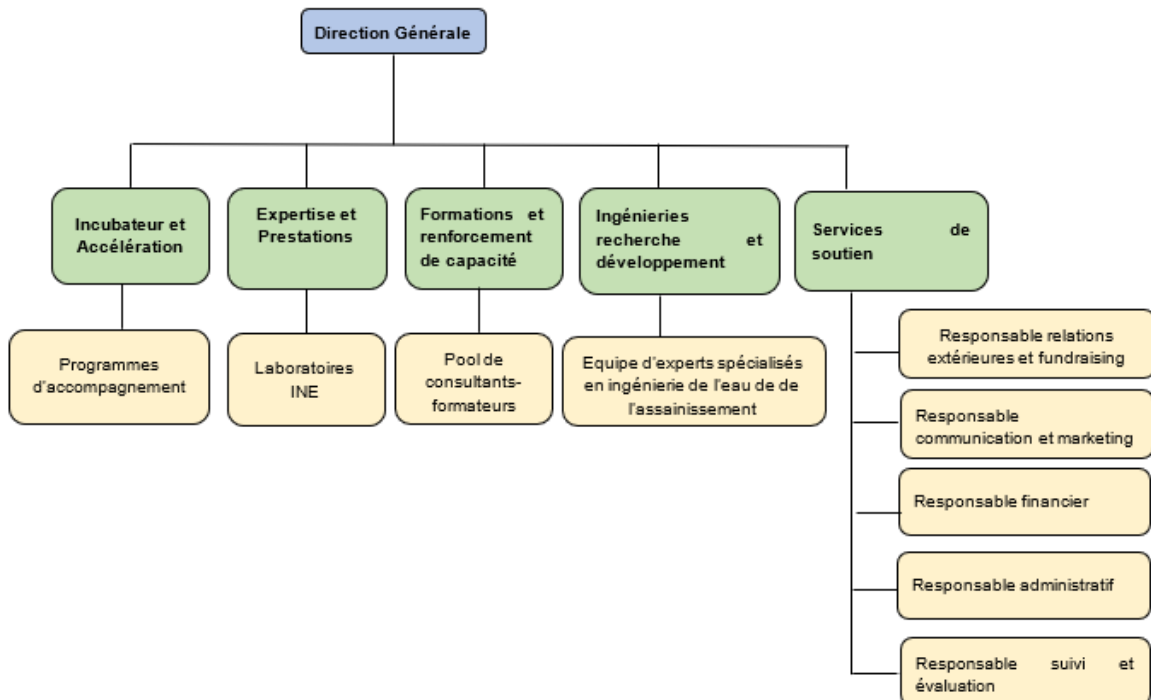 Direction Générale
Incubateur et
Accélération
Expertise et
Prestations
Formations et
renforcement
de capacité
Ingénieries
recherche et
développement
Services de
soutien
Programmes
d'accompagnement
Laboratoires
INE
Pool de
consultants-
formateurs
Equipe d'experts spécialisés
en ingénierie de l'eau de de
l'assainissement
Responsable relations
extérieures et fundraising
Responsable
communication et marketing
Responsable financier
Responsable administratif
Responsable suivi et
évaluation